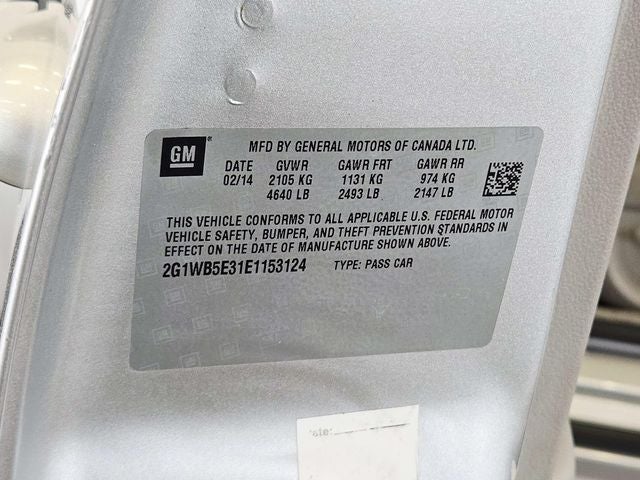 GM
MFD BY GENERAL MOTORS OF CANADA LTD.
DATE GVWR GAWR FRT GAWR RR
02/14 2105 KG 1131 KG 974 KG
4640 LB 2493 LB 2147 LB
THIS VEHICLE CONFORMS TO ALL APPLICABLE U.S. FEDERAL MOTOR
VEHICLE SAFETY, BUMPER, AND THEFT PREVENTION STANDARDS IN
EFFECT ON THE DATE OF MANUFACTURE SHOWN ABOVE.
2G1WB5E31E1153124 TYPE: PASS CAR